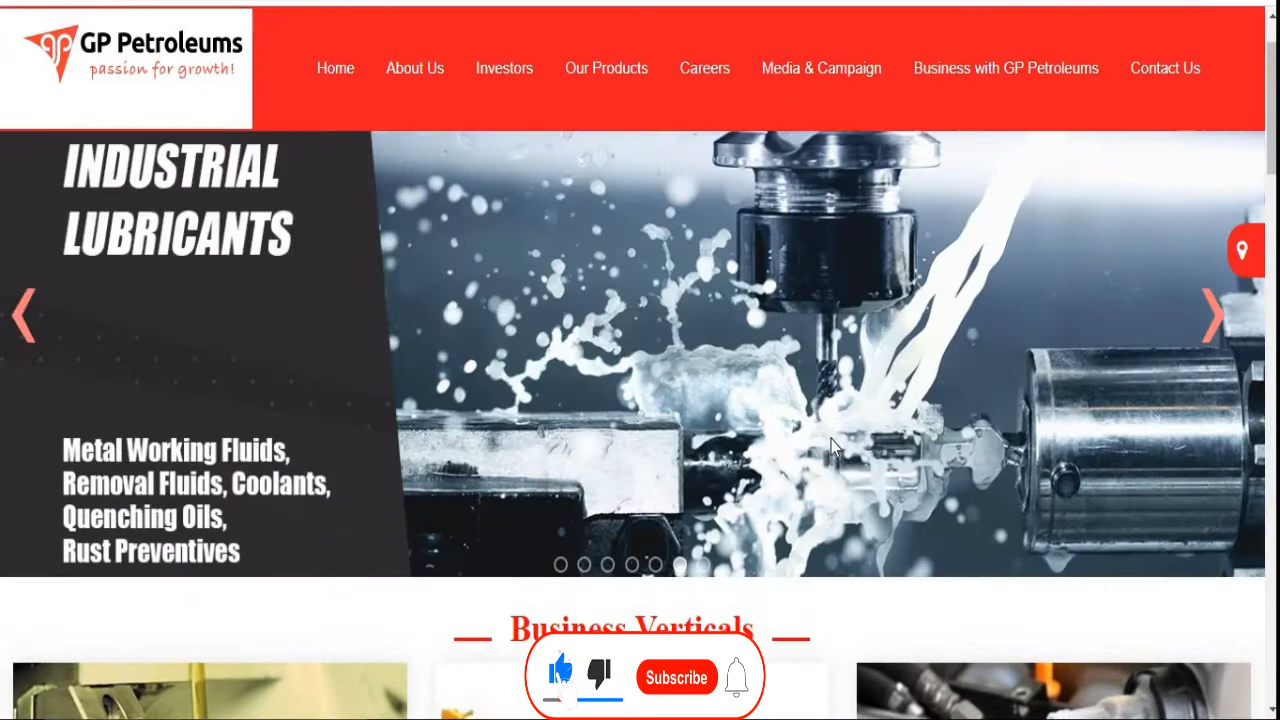 GP Petroleums
passion for growth!
Home About Us Investors Our Products Careers Media & Campaign Business with GP Petroleums Contact Us
INDUSTRIAL
LUBRICANTS
Metal Working Fluids,
Removal Fluids, Coolants,
Quenching Oils,
Rust Preventives
Business Verticals
Subscribe